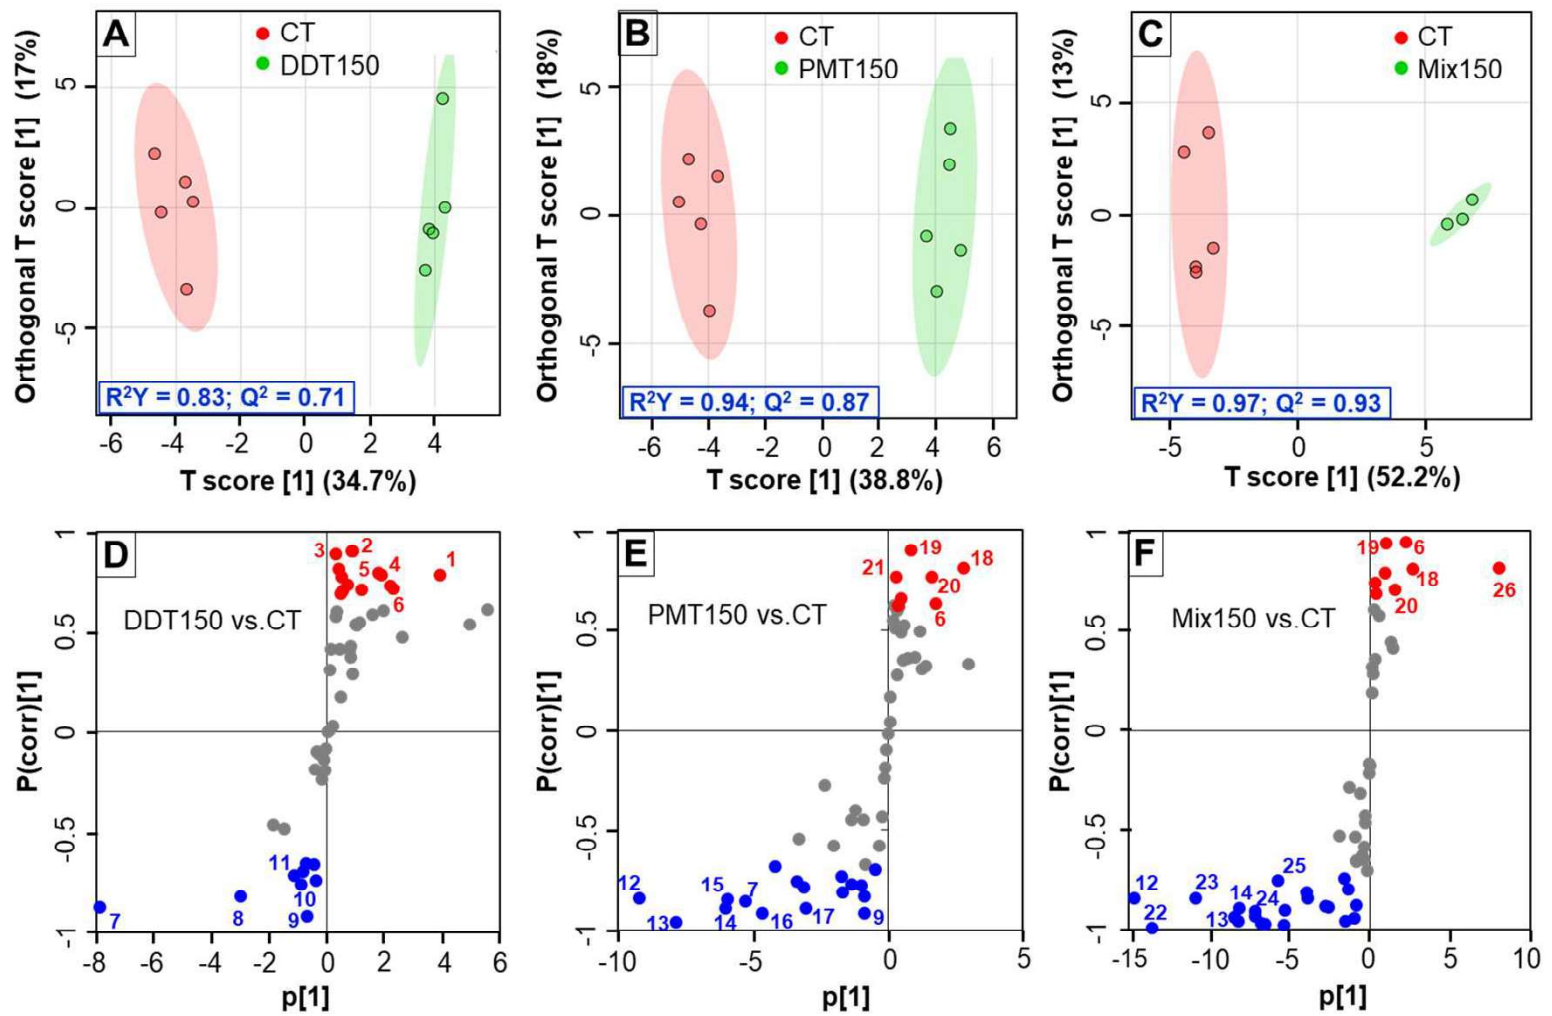 A
CT
DDT150
Orthogonal T score [1] (17%)
5
0
-5
R²Y = 0.83; Q² = 0.71
-6 -4 -2 0 2 4
T score [1] (34.7%)
B
CT
PMT150
Orthogonal T score [1] (18%)
5
0
-5
R²Y = 0.94; Q² = 0.87
-6 -4 -2 0 2 4 6
T score [1] (38.8%)
C
CT
Mix150
Orthogonal T score [1] (13%)
5
0
-5
R²Y = 0.97; Q² = 0.93
-5 0 5
T score [1] (52.2%)
D
3 2
5 4 1
6
DDT150 vs.CT
P(corr)[1]
1
0.5
0
-0.5
-1
11
10
7 8 9
-8 -6 -4 -2 0 2 4 6
p[1]
E
19
21 18
20
6
PMT150 vs.CT
P(corr)[1]
1
0.5
0
-0.5
-1
12 15 7
13 14 16 17 9
-10 -5 0 5
p[1]
F
19 6
18
20 26
Mix150 vs.CT
P(corr)[1]
1
0.5
0
-0.5
-1
25
12 23 14 24
22 13
-15 -10 -5 0 5 10
p[1]